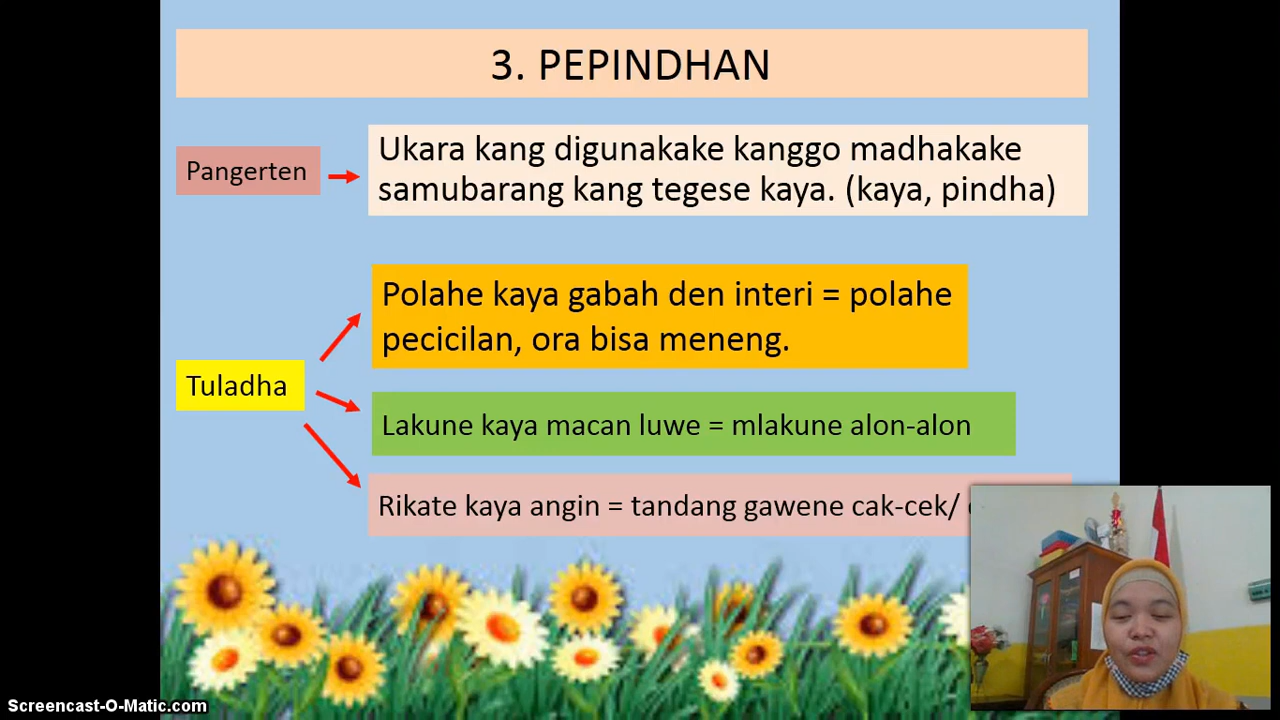 3. PEPINDHAN
Pangerten
Ukara kang digunakake kanggo madhakake
samubarang kang tegese kaya. (kaya, pindha)
Polahe kaya gabah den interi = polahe
pecicilan, ora bisa meneng.
Tuladha
Lakune kaya macan luwe = mlakune alon-alon
Rikate kaya angin = tandang gawene cak-cek/
Screencast-O-Matic.com